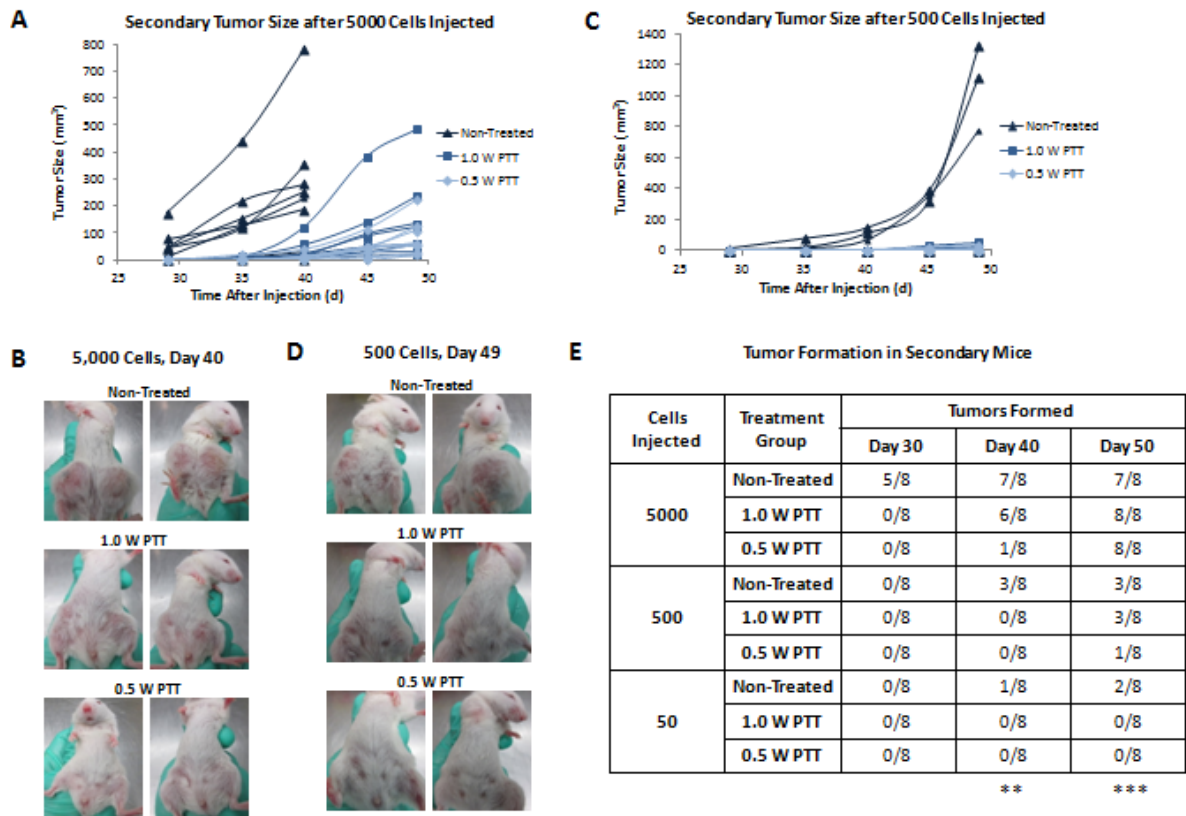 A
Secondary Tumor Size after 5000 Cells Injected
Tumor Size (mm³)
800
700
600
500
400
300
200
100
0
25 30 35 40 45 50
Time After Injection (d)
Non-Treated
1.0 W PTT
0.5 W PTT
C
Secondary Tumor Size after 500 Cells Injected
Tumor Size (mm³)
1400
1200
1000
800
600
400
200
0
25 30 35 40 45 50
Time After Injection (d)
Non-Treated
1.0 W PTT
0.5 W PTT
B
5,000 Cells, Day 40
Non-Treated
1.0 W PTT
0.5 W PTT
D
500 Cells, Day 49
Non-Treated
1.0 W PTT
0.5 W PTT
E
Tumor Formation in Secondary Mice
Cells Injected Treatment Group Tumors Formed
Day 30 Day 40 Day 50
5000 Non-Treated 5/8 7/8 7/8
1.0 W PTT 0/8 6/8 8/8
0.5 W PTT 0/8 1/8 8/8
500 Non-Treated 0/8 3/8 3/8
1.0 W PTT 0/8 0/8 3/8
0.5 W PTT 0/8 0/8 1/8
50 Non-Treated 0/8 1/8 2/8
1.0 W PTT 0/8 0/8 0/8
0.5 W PTT 0/8 0/8 0/8
** ***